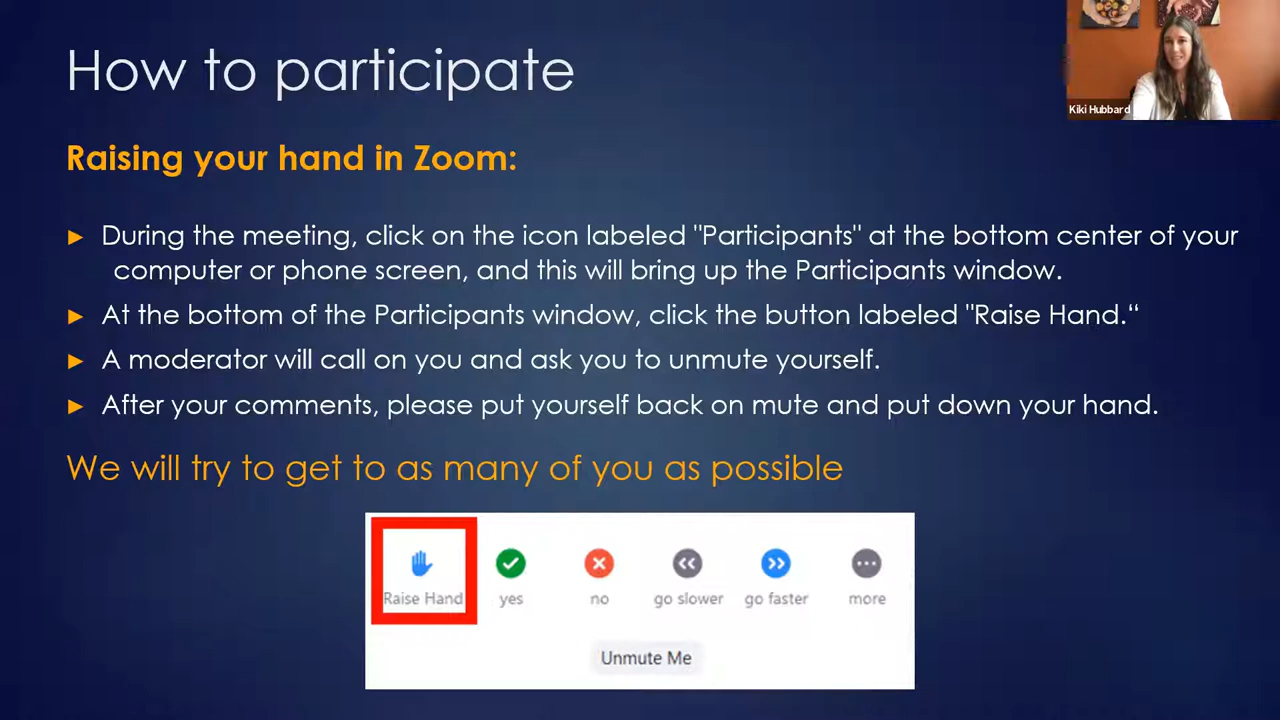 How to participate
Kiki Hubbard
Raising your hand in Zoom:
► During the meeting, click on the icon labeled "Participants" at the bottom center of your
computer or phone screen, and this will bring up the Participants window.
► At the bottom of the Participants window, click the button labeled "Raise Hand.“
► A moderator will call on you and ask you to unmute yourself.
► After your comments, please put yourself back on mute and put down your hand.
We will try to get to as many of you as possible
Raise Hand yes no go slower go faster more
Unmute Me